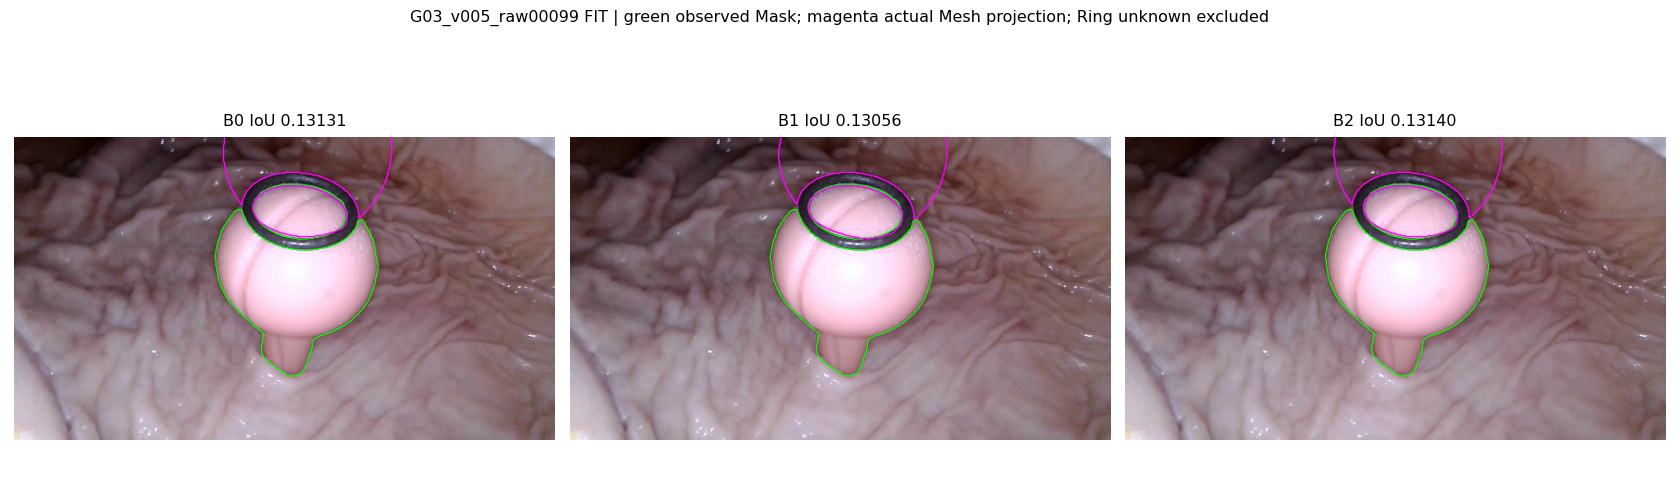 G03_v005_raw00099 FIT | green observed Mask; magenta actual Mesh projection; Ring unknown excluded
B0 IoU 0.13131
B1 IoU 0.13056
B2 IoU 0.13140